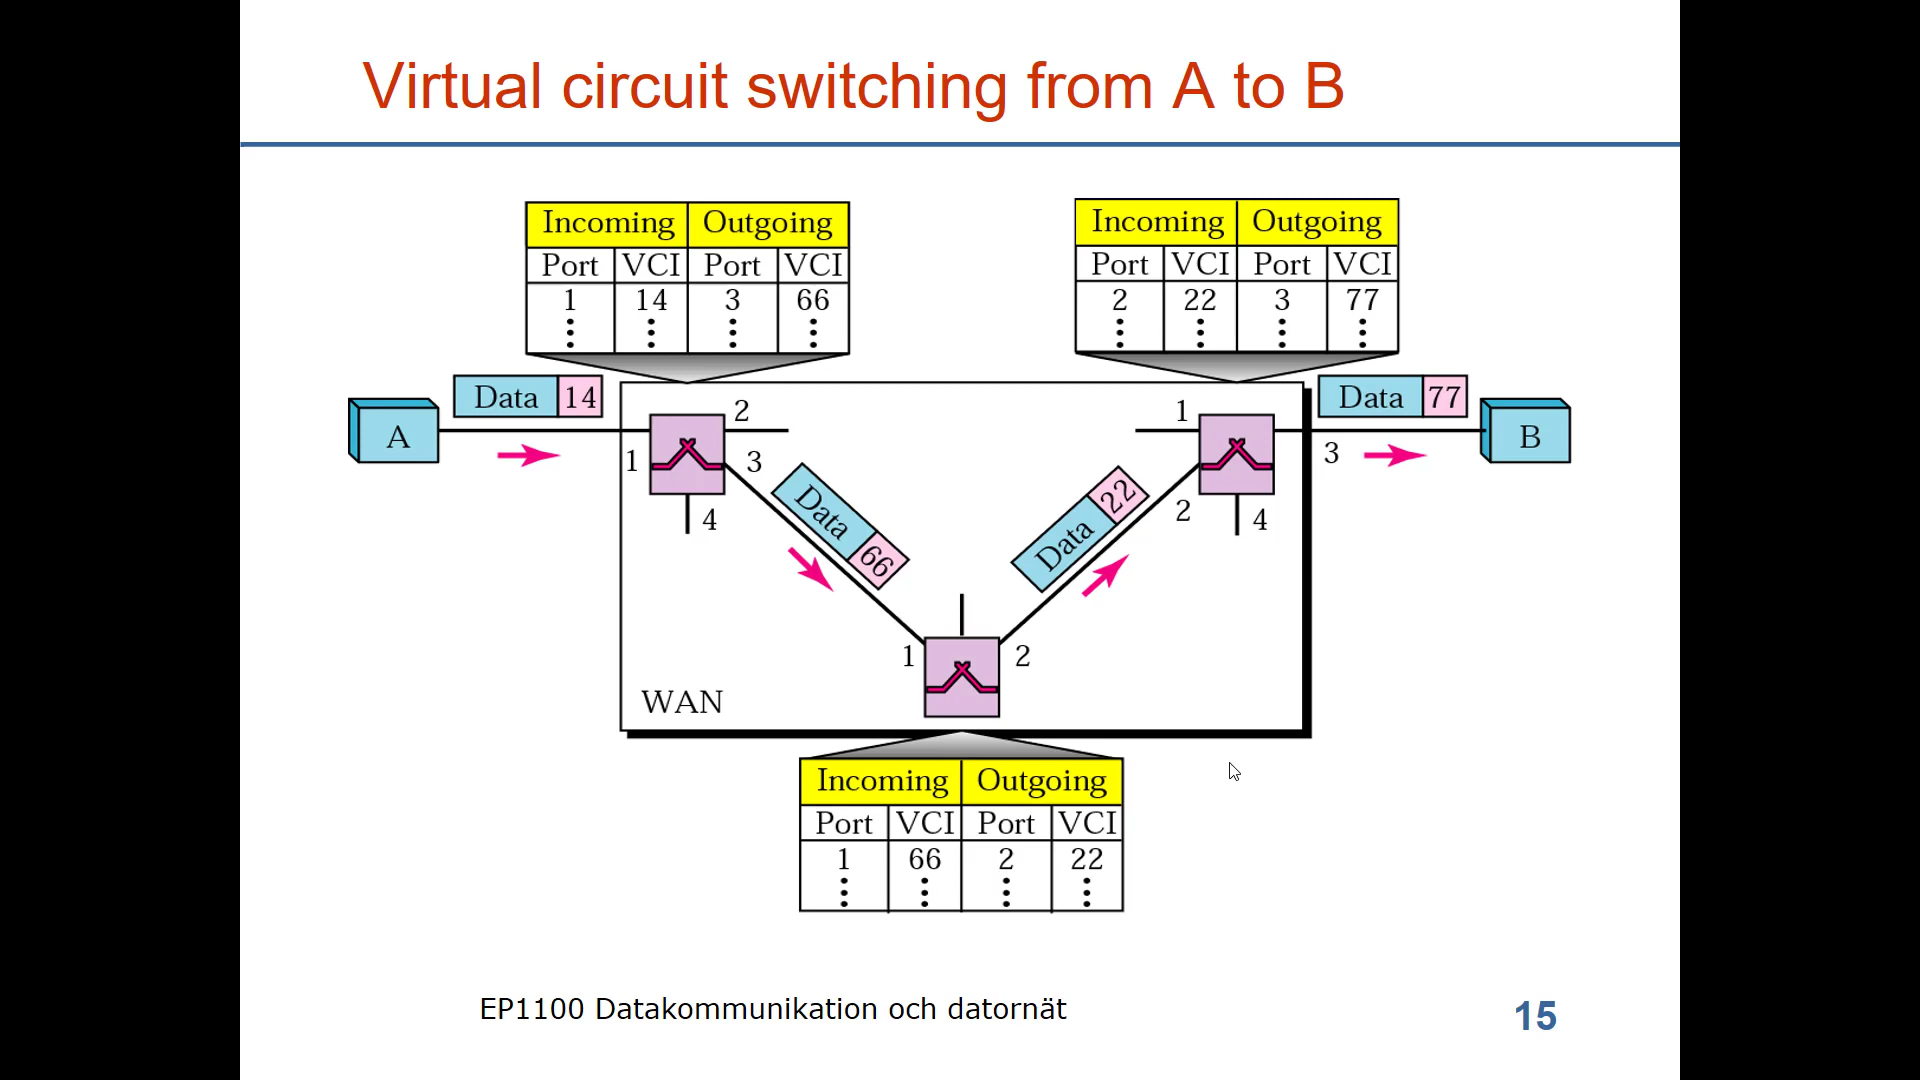 Virtual circuit switching from A to B
Incoming Outgoing
Port VCI Port VCI
1 14 3 66
Incoming Outgoing
Port VCI Port VCI
2 22 3 77
A
Data 14
1
2
3
4
Data 66
1
2
Data 22
1
2
3
4
Data 77
B
WAN
Incoming Outgoing
Port VCI Port VCI
1 66 2 22
EP1100 Datakommunikation och datornät
15